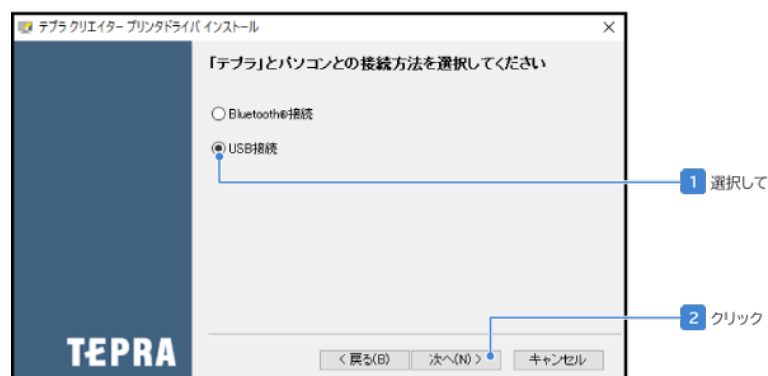 テプラ クリエイター プリンタドライバ インストール
「テプラ」とパソコンとの接続方法を選択してください
Bluetooth®接続
USB接続
1 選択して
2 クリック
TEPRA
< 戻る(B)
次へ(N) >
キャンセル